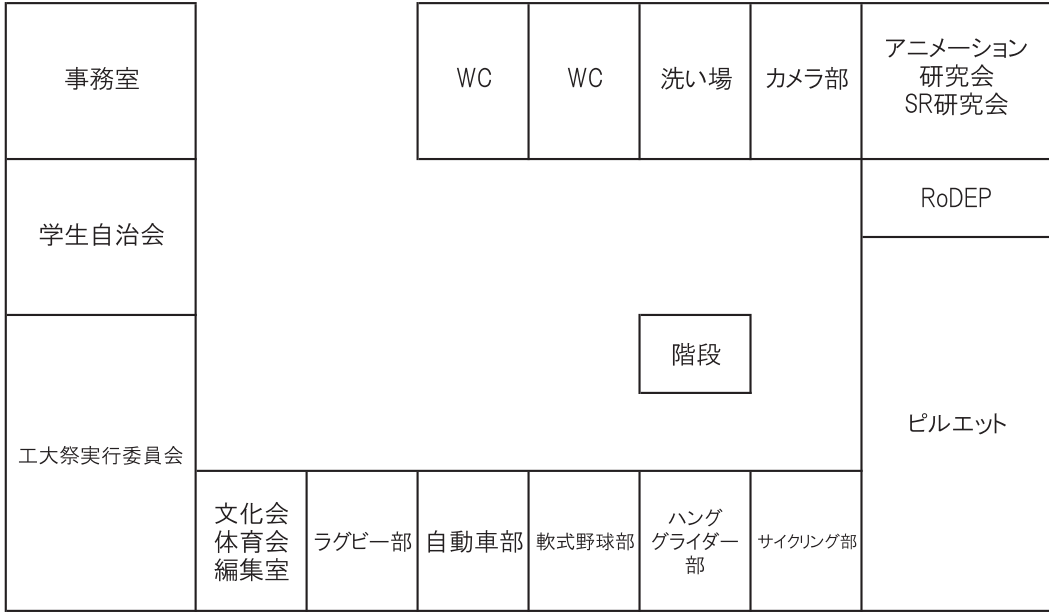 事務室
WC
WC
洗い場
カメラ部
アニメーション
研究会
SR研究会
学生自治会
RoDEP
階段
工大祭実行委員会
ピルエット
文化会
体育会
編集室
ラグビー部
自動車部
軟式野球部
ハング
グライダー
部
サイクリング部